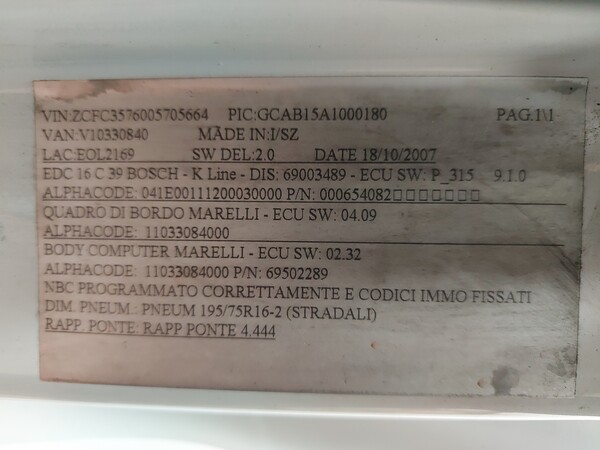 VIN:ZCFC3576005705664 PIC:GCAB15A1000180 PAG.1\1
VAN:V10330840 MADE IN:I/SZ
LAC:EOL2169 SW DEL:2.0 DATE 18/10/2007
EDC 16 C 39 BOSCH - K Line - DIS: 69003489 - ECU SW: P_315 9.1.0
ALPHACODE: 041E00111200030000 P/N: 000654082▯▯▯▯▯▯▯
QUADRO DI BORDO MARELLI - ECU SW: 04.09
ALPHACODE: 11033084000
BODY COMPUTER MARELLI - ECU SW: 02.32
ALPHACODE: 11033084000 P/N: 69502289
NBC PROGRAMMATO CORRETTAMENTE E CODICI IMMO FISSATI
DIM. PNEUM.: PNEUM 195/75R16-2 (STRADALI)
RAPP. PONTE: RAPP PONTE 4.444